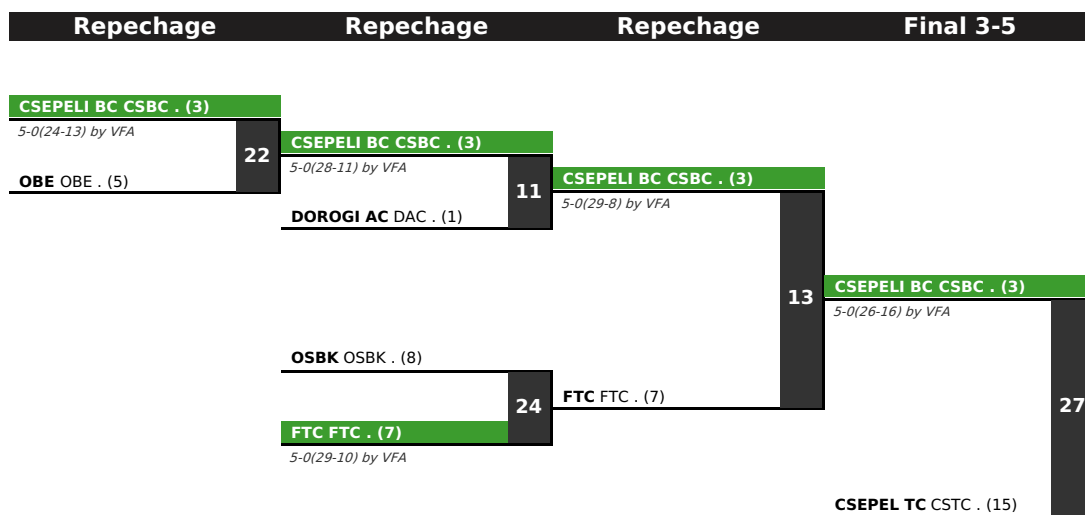 Repechage Repechage Repechage Final 3-5
CSEPELI BC CSBC . (3)
5-0(24-13) by VFA
22
OBE OBE . (5)
CSEPELI BC CSBC . (3)
5-0(28-11) by VFA
11
DOROGI AC DAC . (1)
OSBK OSBK . (8)
24
FTC FTC . (7)
5-0(29-10) by VFA
CSEPELI BC CSBC . (3)
5-0(29-8) by VFA
13
FTC FTC . (7)
CSEPELI BC CSBC . (3)
5-0(26-16) by VFA
27
CSEPEL TC CSTC . (15)